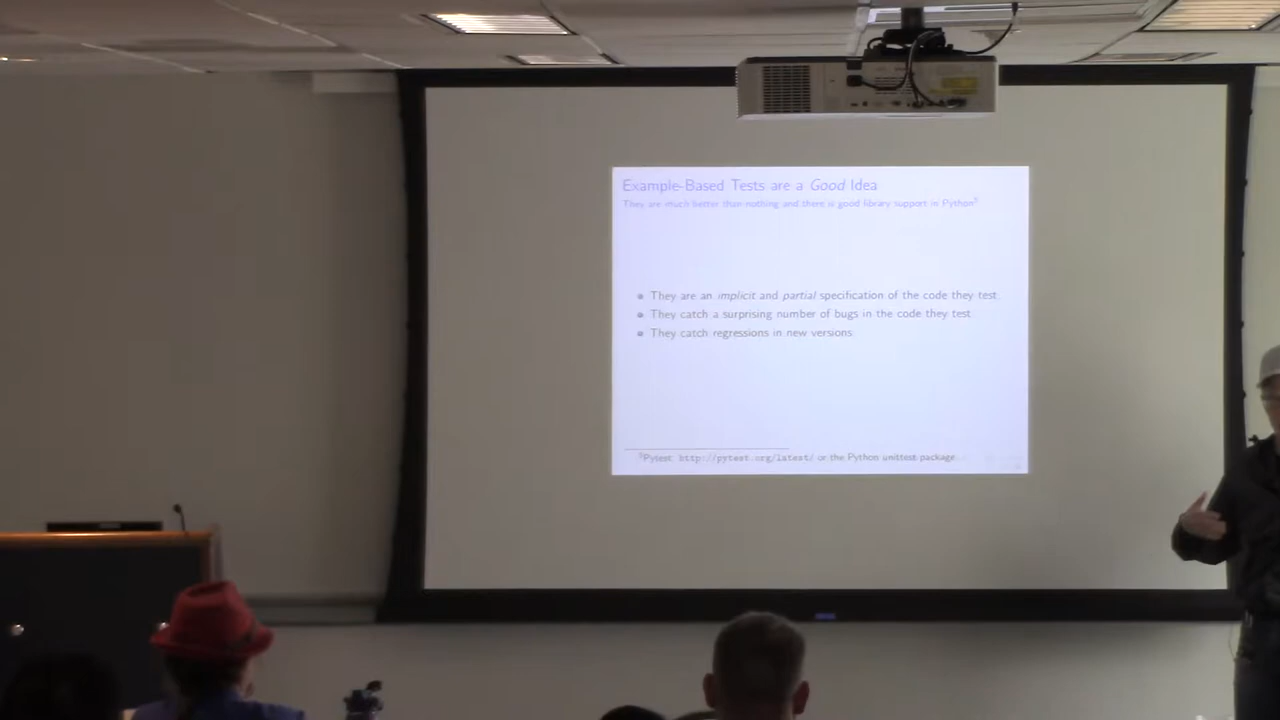 Example-Based Tests are a Good Idea
They are much better than nothing and there is good library support in Python⁵
They are an implicit and partial specification of the code they test.
They catch a surprising number of bugs in the code they test.
They catch regressions in new versions.
Pytest: http://pytest.org/latest/ or the Python unittest package